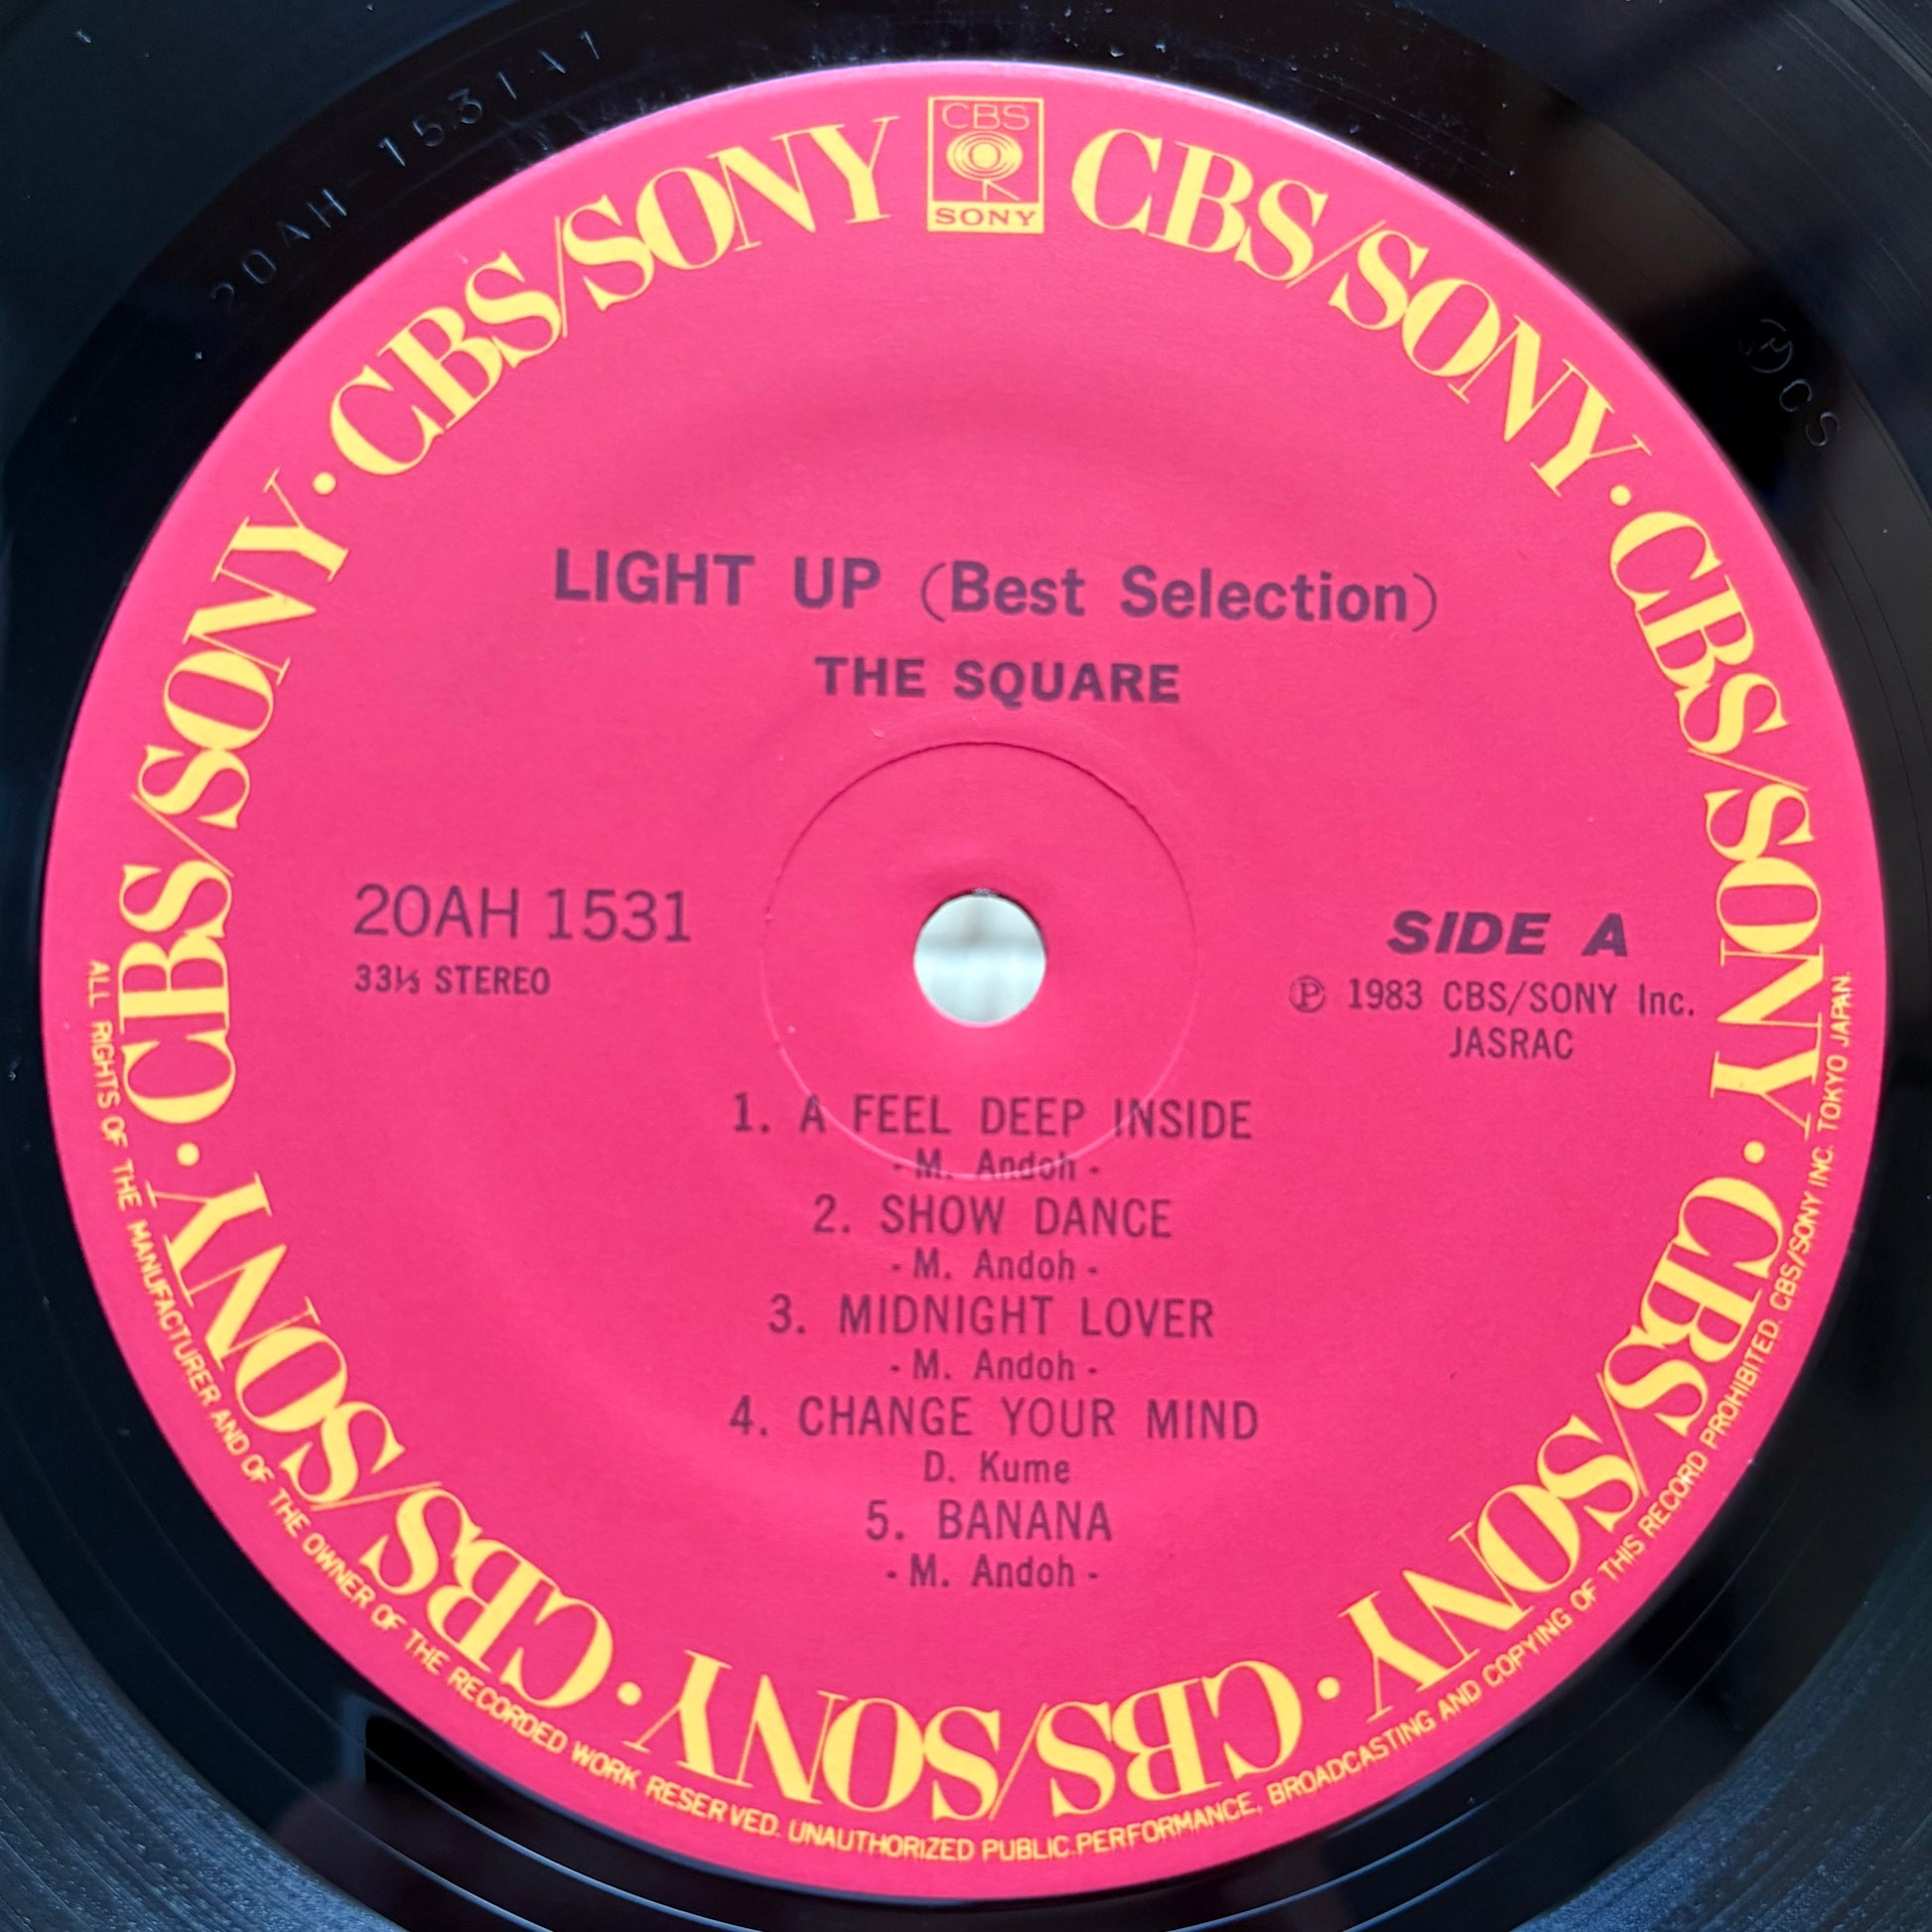 20AH-1531A1
CBS
SONY
CBS/SONY · CBS/SONY · CBS/SONY · CBS/SONY · CBS/SONY · CBS/SONY · CBS/SONY
LIGHT UP (Best Selection)
THE SQUARE
20AH 1531
33⅓ STEREO
SIDE A
Ⓟ 1983 CBS/SONY Inc.
JASRAC
1. A FEEL DEEP INSIDE
- M. Andoh -
2. SHOW DANCE
- M. Andoh -
3. MIDNIGHT LOVER
- M. Andoh -
4. CHANGE YOUR MIND
D. Kume
5. BANANA
- M. Andoh -
ALL RIGHTS OF THE MANUFACTURER AND OF THE OWNER OF THE RECORDED WORK RESERVED. UNAUTHORIZED PUBLIC PERFORMANCE, BROADCASTING AND COPYING OF THIS RECORD PROHIBITED. CBS/SONY INC. TOKYO JAPAN.